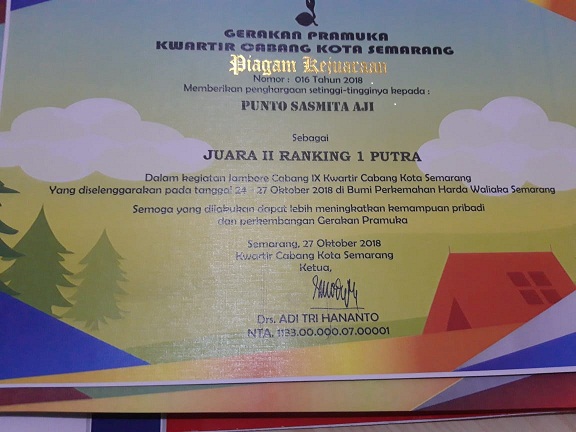 GERAKAN PRAMUKA
KWARTIR CABANG KOTA SEMARANG
Piagam Kejuaraan
Nomor : 016 Tahun 2018
Memberikan penghargaan setinggi-tingginya kepada :
PUNTO SASMITA AJI
Sebagai
JUARA II RANKING 1 PUTRA
Dalam kegiatan Jambore Cabang IX Kwartir Cabang Kota Semarang
Yang diselenggarakan pada tanggal 24 - 27 Oktober 2018 di Bumi Perkemahan Harda Waliaka Semarang
Semoga yang dilakukan dapat lebih meningkatkan kemampuan pribadi
dan perkembangan Gerakan Pramuka
Semarang, 27 Oktober 2018
Kwartir Cabang Kota Semarang
Ketua,
Drs. ADI TRI HANANTO
NTA. 1133.00.000.07.00001